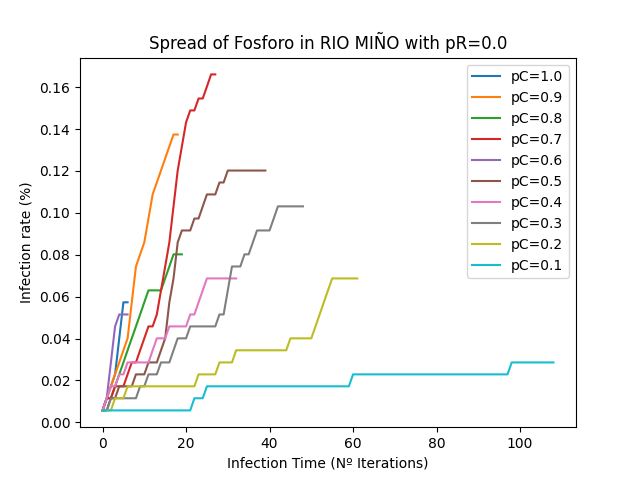 Spread of Fosforo in RIO MIÑO with pR=0.0
Infection rate (%)
0.16
0.14
0.12
0.10
0.08
0.06
0.04
0.02
0.00
pC=1.0
pC=0.9
pC=0.8
pC=0.7
pC=0.6
pC=0.5
pC=0.4
pC=0.3
pC=0.2
pC=0.1
0 20 40 60 80 100
Infection Time (Nº Iterations)